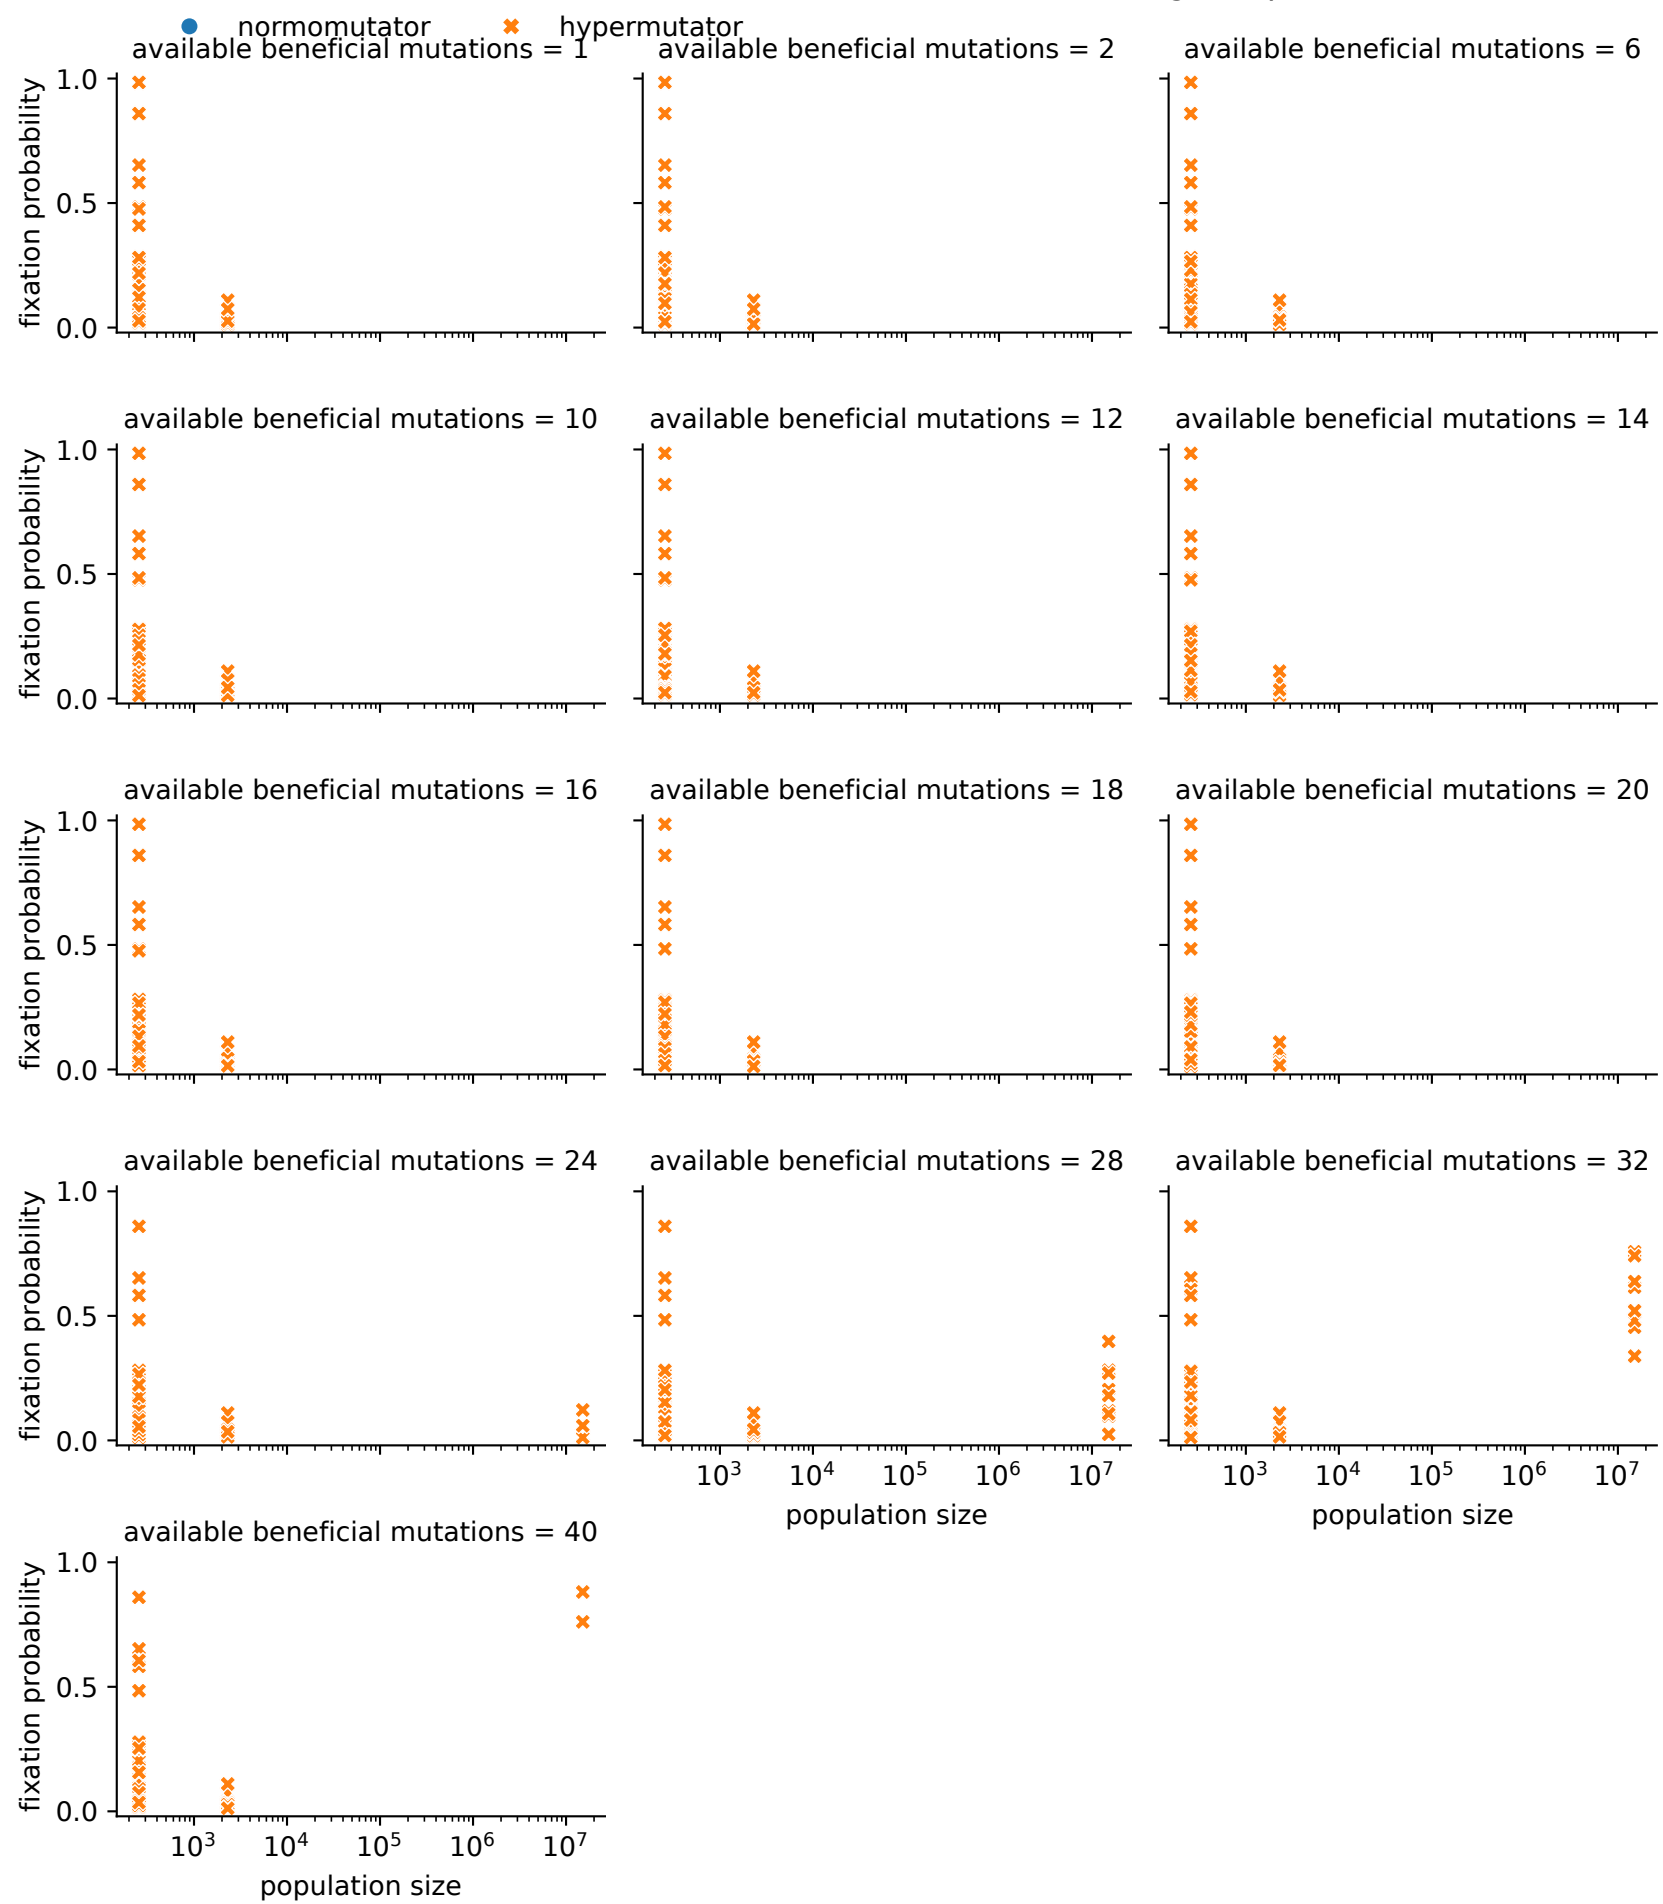 normomutator hypermutator
available beneficial mutations = 1 available beneficial mutations = 2 available beneficial mutations = 6
1.0
0.5
0.0
fixation probability
available beneficial mutations = 10 available beneficial mutations = 12 available beneficial mutations = 14
1.0
0.5
0.0
fixation probability
available beneficial mutations = 16 available beneficial mutations = 18 available beneficial mutations = 20
1.0
0.5
0.0
fixation probability
available beneficial mutations = 24 available beneficial mutations = 28 available beneficial mutations = 32
1.0
0.5
0.0
fixation probability
10³ 10⁴ 10⁵ 10⁶ 10⁷ 10³ 10⁴ 10⁵ 10⁶ 10⁷
population size population size
available beneficial mutations = 40
1.0
0.5
0.0
fixation probability
10³ 10⁴ 10⁵ 10⁶ 10⁷
population size